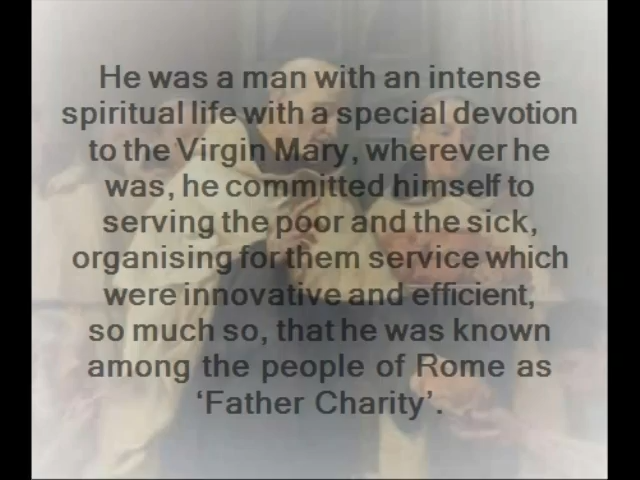 He was a man with an intense
spiritual life with a special devotion
to the Virgin Mary, wherever he
was, he committed himself to
serving the poor and the sick,
organising for them service which
were innovative and efficient,
so much so, that he was known
among the people of Rome as
‘Father Charity’.